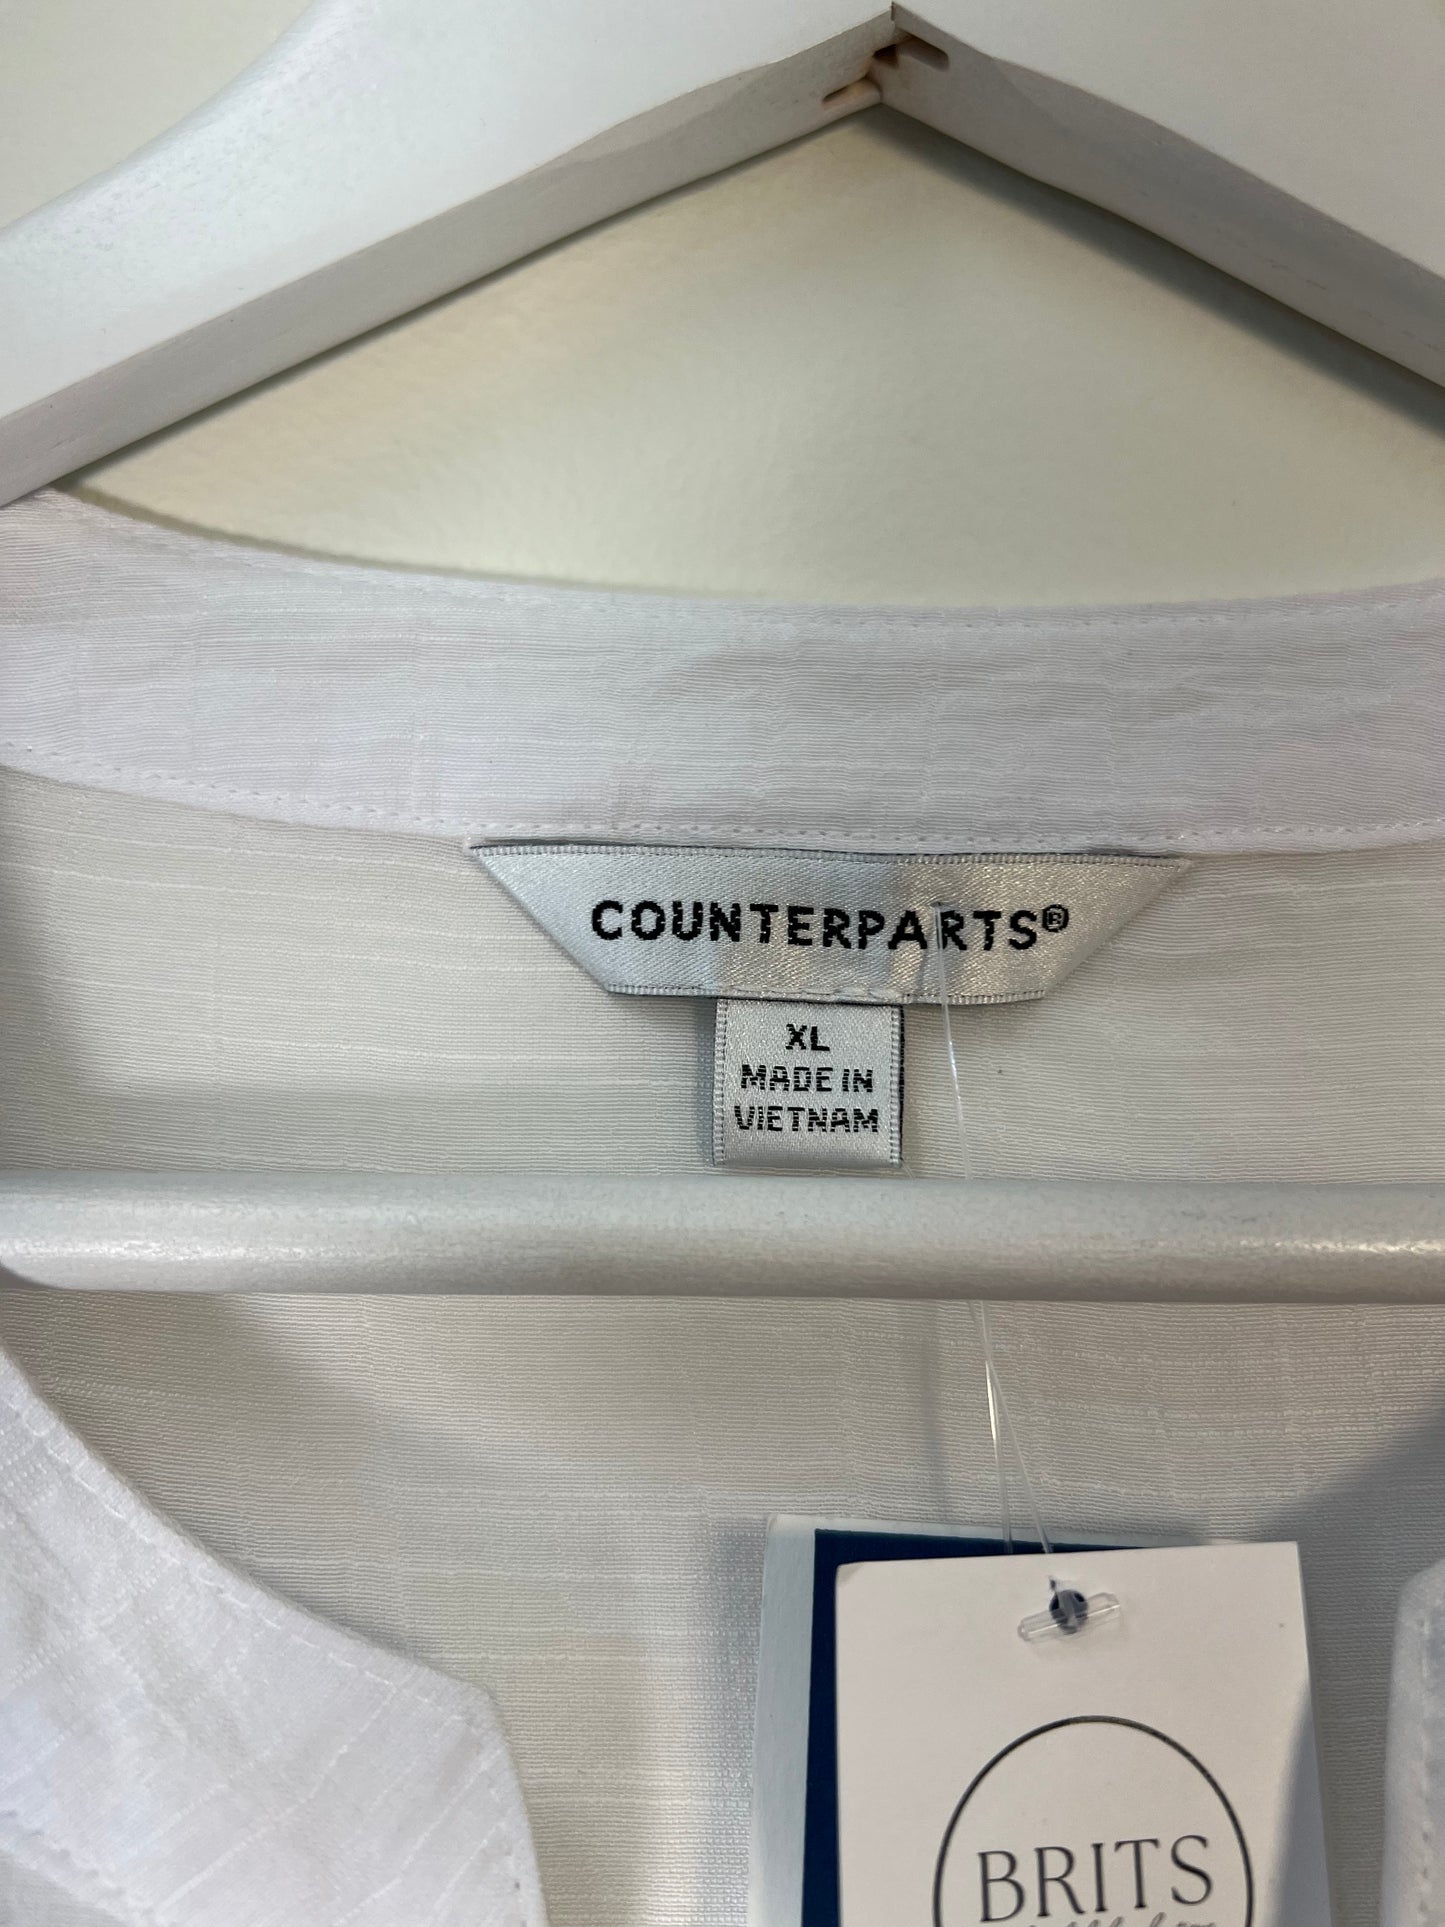 COUNTERPARTS®
XL
MADE IN
VIETNAM
BRITS